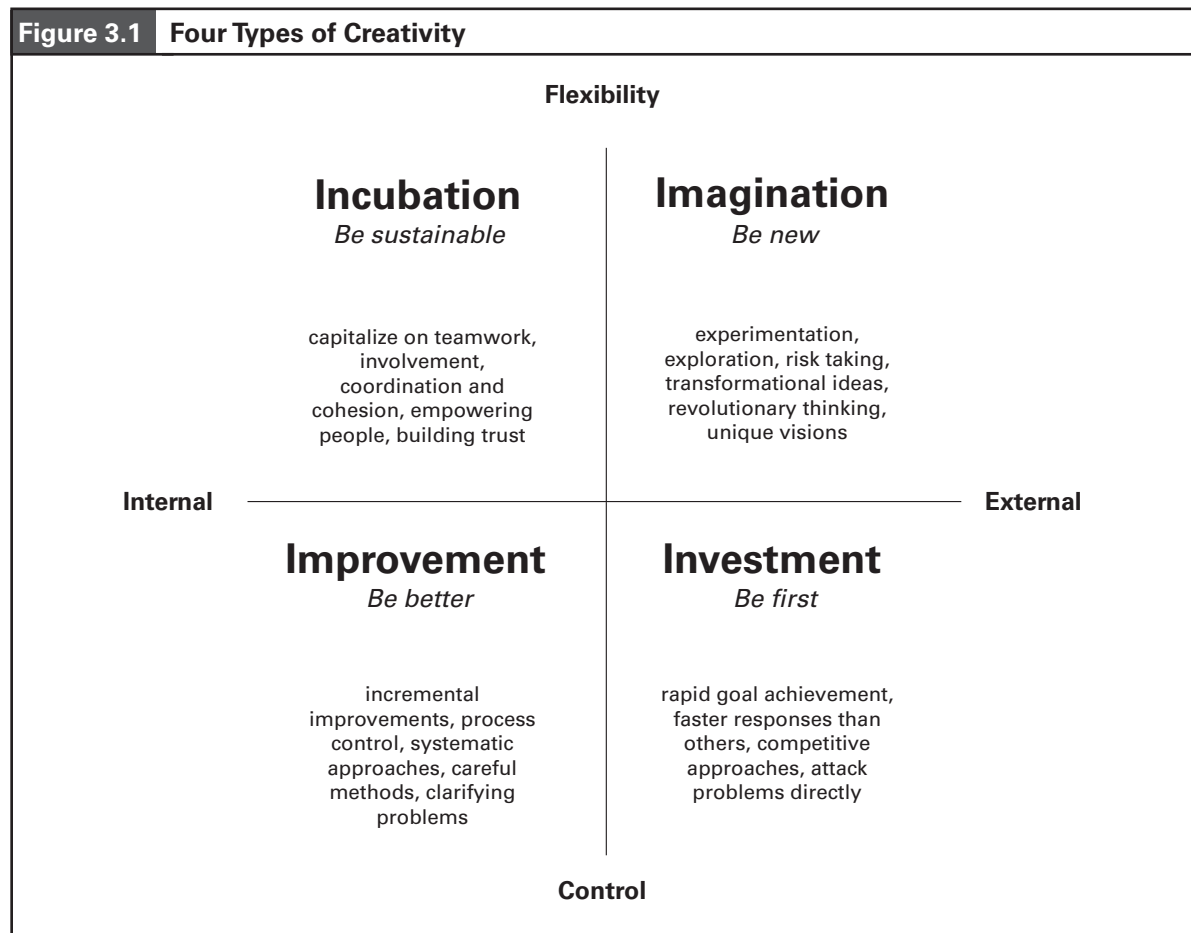 Figure 3.1 Four Types of Creativity
Flexibility
Incubation
Be sustainable
capitalize on teamwork,
involvement,
coordination and
cohesion, empowering
people, building trust
Imagination
Be new
experimentation,
exploration, risk taking,
transformational ideas,
revolutionary thinking,
unique visions
Internal
External
Improvement
Be better
incremental
improvements, process
control, systematic
approaches, careful
methods, clarifying
problems
Investment
Be first
rapid goal achievement,
faster responses than
others, competitive
approaches, attack
problems directly
Control